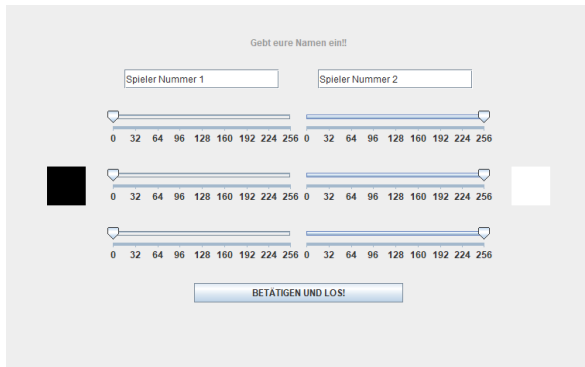 Gebt eure Namen ein!!
Spieler Nummer 1 Spieler Nummer 2
0 32 64 96 128 160 192 224 256 0 32 64 96 128 160 192 224 256
0 32 64 96 128 160 192 224 256 0 32 64 96 128 160 192 224 256
0 32 64 96 128 160 192 224 256 0 32 64 96 128 160 192 224 256
BETÄTIGEN UND LOS!